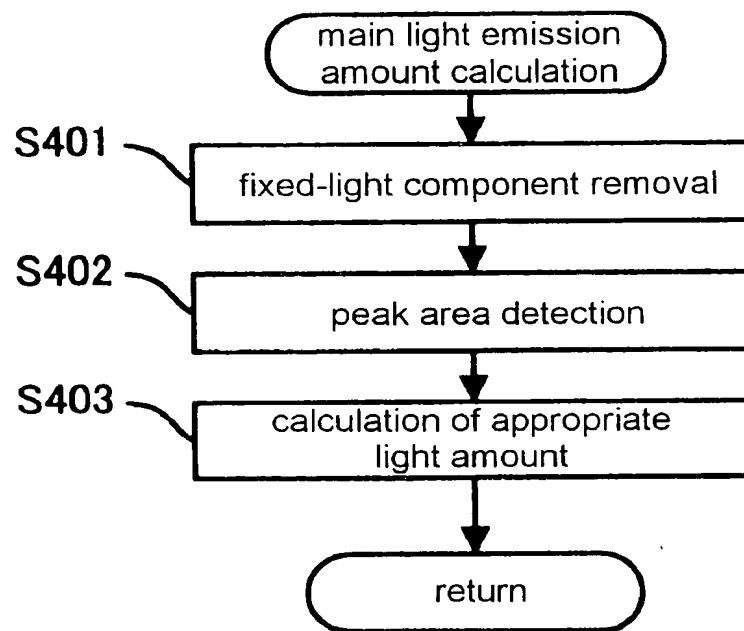 main light emission
amount calculation
S401
fixed-light component removal
S402
peak area detection
S403
calculation of appropriate
light amount
return